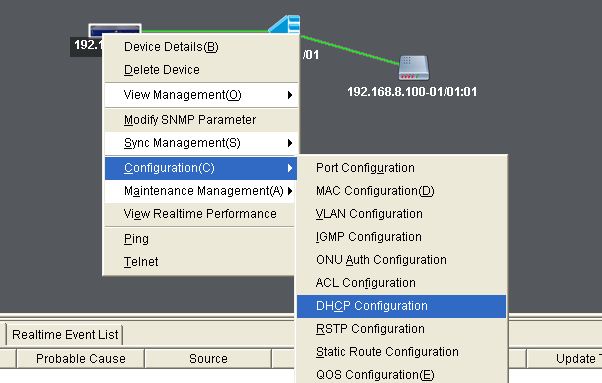 192.1
/01
192.168.8.100-01/01:01
Device Details(B)
Delete Device
View Management(O)
Modify SNMP Parameter
Sync Management(S)
Configuration(C)
Maintenance Management(A)
View Realtime Performance
Ping
Telnet
Port Configuration
MAC Configuration(D)
VLAN Configuration
IGMP Configuration
ONU Auth Configuration
ACL Configuration
DHCP Configuration
RSTP Configuration
Static Route Configuration
QOS Configuration(E)
Realtime Event List
Probable Cause Source Update T